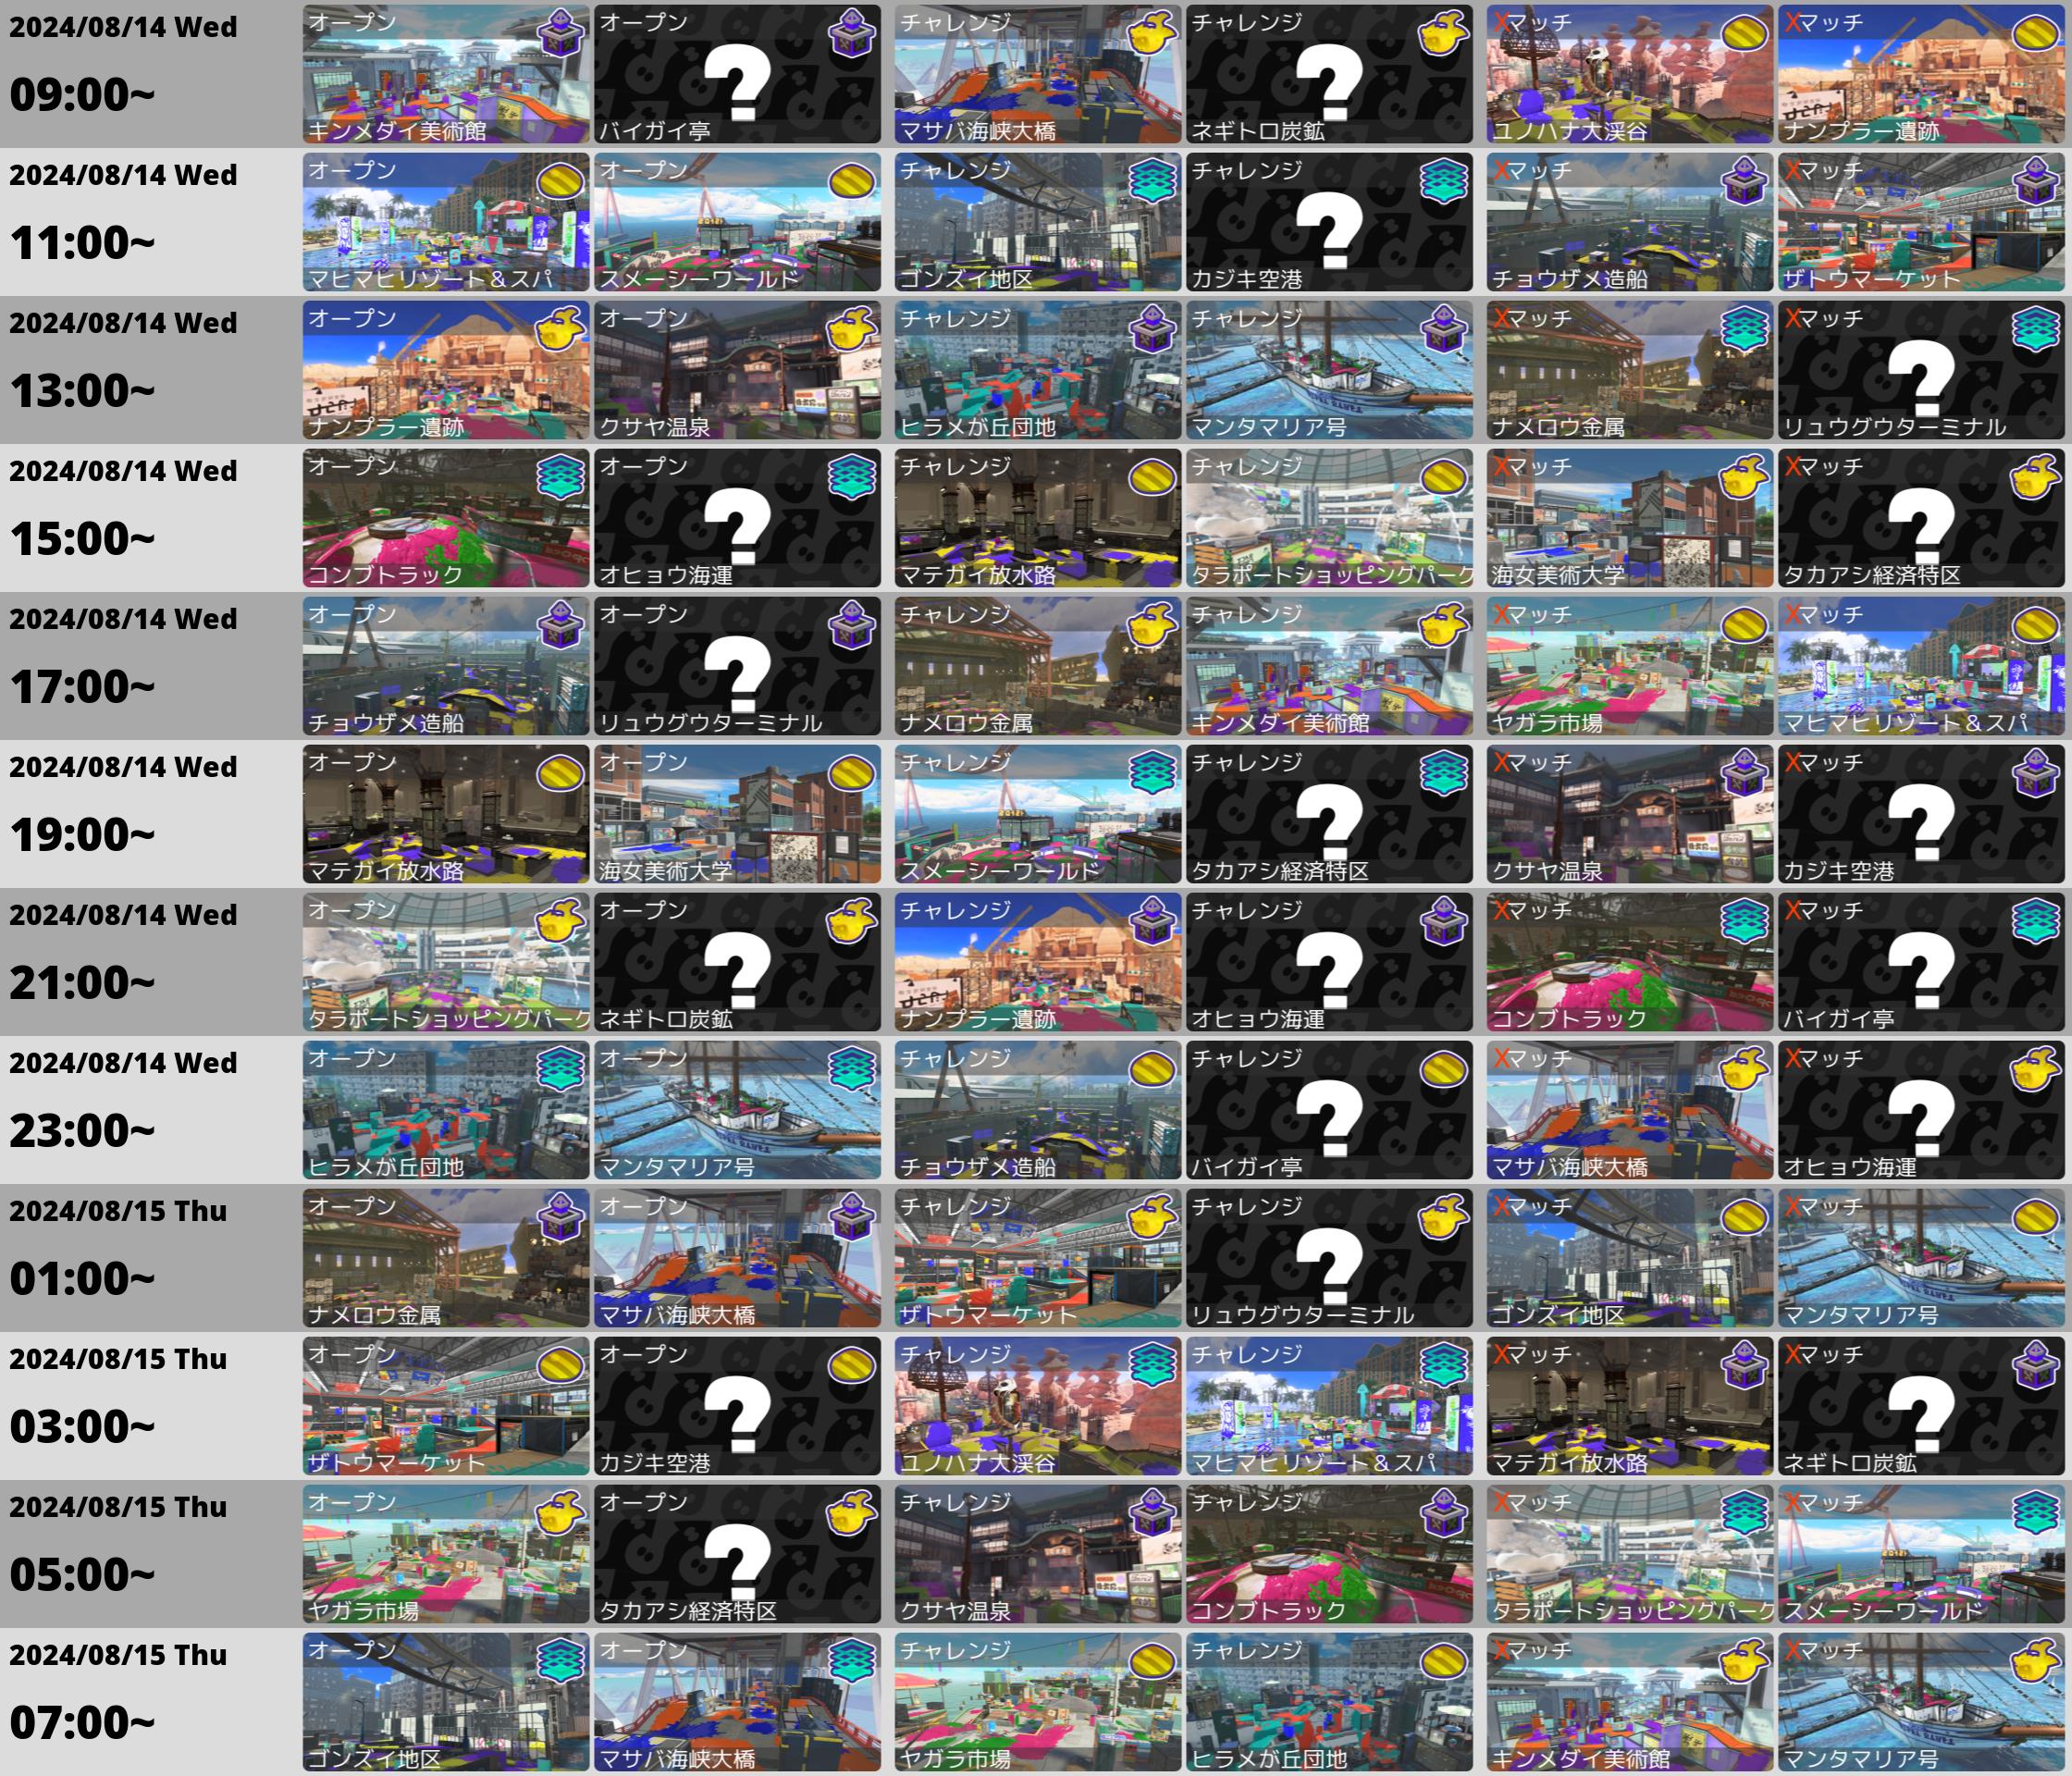 2024/08/14 Wed
09:00~
オープン
キンメダイ美術館
オープン
バイガイ亭
チャレンジ
マサバ海峡大橋
チャレンジ
ネギトロ炭鉱
Xマッチ
ユノハナ大渓谷
Xマッチ
ナンプラー遺跡
2024/08/14 Wed
11:00~
オープン
マヒマヒリゾート＆スパ
オープン
スメーシーワールド
チャレンジ
ゴンズイ地区
チャレンジ
カジキ空港
Xマッチ
チョウザメ造船
Xマッチ
ザトウマーケット
2024/08/14 Wed
13:00~
オープン
ナンプラー遺跡
オープン
クサヤ温泉
チャレンジ
ヒラメが丘団地
チャレンジ
マンタマリア号
Xマッチ
ナメロウ金属
Xマッチ
リュウグウターミナル
2024/08/14 Wed
15:00~
オープン
コンブトラック
オープン
オヒョウ海運
チャレンジ
マテガイ放水路
チャレンジ
タラポートショッピングパーク
Xマッチ
海女美術大学
Xマッチ
タカアシ経済特区
2024/08/14 Wed
17:00~
オープン
チョウザメ造船
オープン
リュウグウターミナル
チャレンジ
ナメロウ金属
チャレンジ
キンメダイ美術館
Xマッチ
ヤガラ市場
Xマッチ
マヒマヒリゾート＆スパ
2024/08/14 Wed
19:00~
オープン
マテガイ放水路
オープン
海女美術大学
チャレンジ
スメーシーワールド
チャレンジ
タカアシ経済特区
Xマッチ
クサヤ温泉
Xマッチ
カジキ空港
2024/08/14 Wed
21:00~
オープン
タラポートショッピングパーク
オープン
ネギトロ炭鉱
チャレンジ
ナンプラー遺跡
チャレンジ
オヒョウ海運
Xマッチ
コンブトラック
Xマッチ
バイガイ亭
2024/08/14 Wed
23:00~
オープン
ヒラメが丘団地
オープン
マンタマリア号
チャレンジ
チョウザメ造船
チャレンジ
バイガイ亭
Xマッチ
マサバ海峡大橋
Xマッチ
オヒョウ海運
2024/08/15 Thu
01:00~
オープン
ナメロウ金属
オープン
マサバ海峡大橋
チャレンジ
ザトウマーケット
チャレンジ
リュウグウターミナル
Xマッチ
ゴンズイ地区
Xマッチ
マンタマリア号
2024/08/15 Thu
03:00~
オープン
ザトウマーケット
オープン
カジキ空港
チャレンジ
ユノハナ大渓谷
チャレンジ
マヒマヒリゾート＆スパ
Xマッチ
マテガイ放水路
Xマッチ
ネギトロ炭鉱
2024/08/15 Thu
05:00~
オープン
ヤガラ市場
オープン
タカアシ経済特区
チャレンジ
クサヤ温泉
チャレンジ
コンブトラック
Xマッチ
タラポートショッピングパーク
Xマッチ
スメーシーワールド
2024/08/15 Thu
07:00~
オープン
ゴンズイ地区
オープン
マサバ海峡大橋
チャレンジ
ヤガラ市場
チャレンジ
ヒラメが丘団地
Xマッチ
キンメダイ美術館
Xマッチ
マンタマリア号